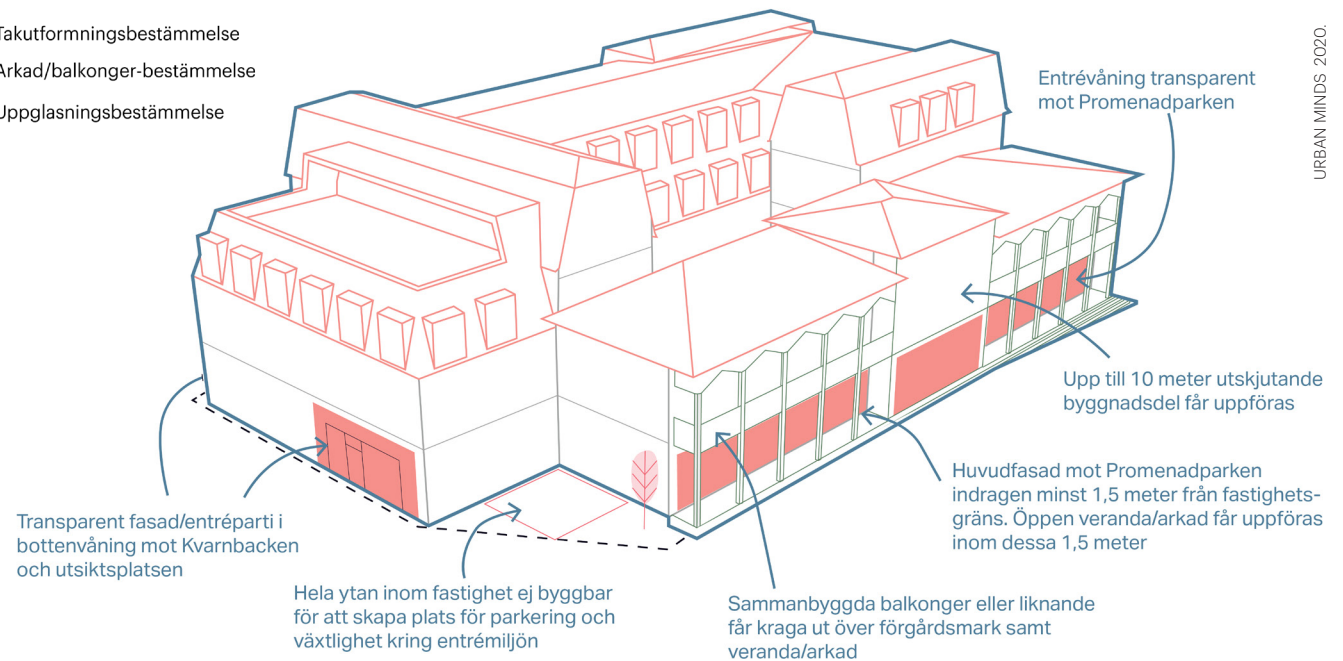 Takutformningsbestämmelse
Arkad/balkonger-bestämmelse
Uppglasningsbestämmelse
URBAN MINDS 2020.
Entrévåning transparent
mot Promenadparken
Upp till 10 meter utskjutande
byggnadsdel får uppföras
Huvudfasad mot Promenadparken
indragen minst 1,5 meter från fastighets-
gräns. Öppen veranda/arkad får uppföras
inom dessa 1,5 meter
Transparent fasad/entréparti i
bottenvåning mot Kvarnbacken
och utsiktsplatsen
Hela ytan inom fastighet ej byggbar
för att skapa plats för parkering och
växtlighet kring entrémiljön
Sammanbyggda balkonger eller liknande
får kraga ut över förgårdsmark samt
veranda/arkad